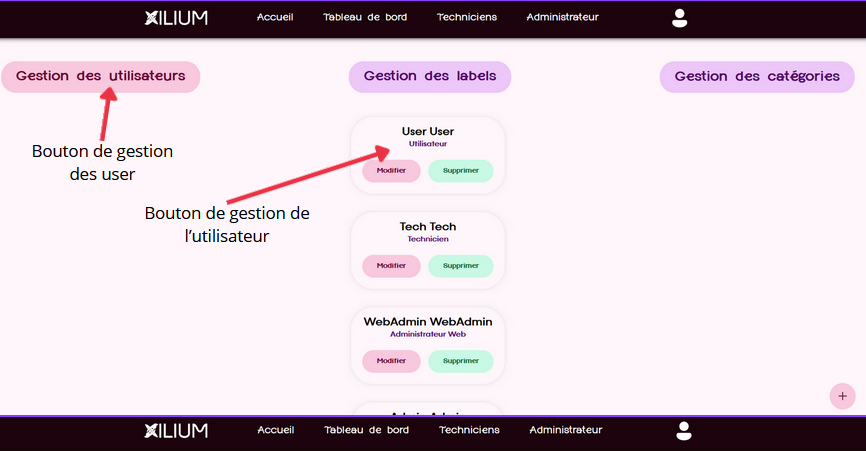 XILIUM Accueil Tableau de bord Techniciens Administrateur
Gestion des utilisateurs Gestion des labels Gestion des catégories
User User
Utilisateur
Modifier Supprimer
Bouton de gestion
des user
Bouton de gestion de
l'utilisateur
Tech Tech
Technicien
Modifier Supprimer
WebAdmin WebAdmin
Administrateur Web
Modifier Supprimer
+
XILIUM Accueil Tableau de bord Techniciens Administrateur